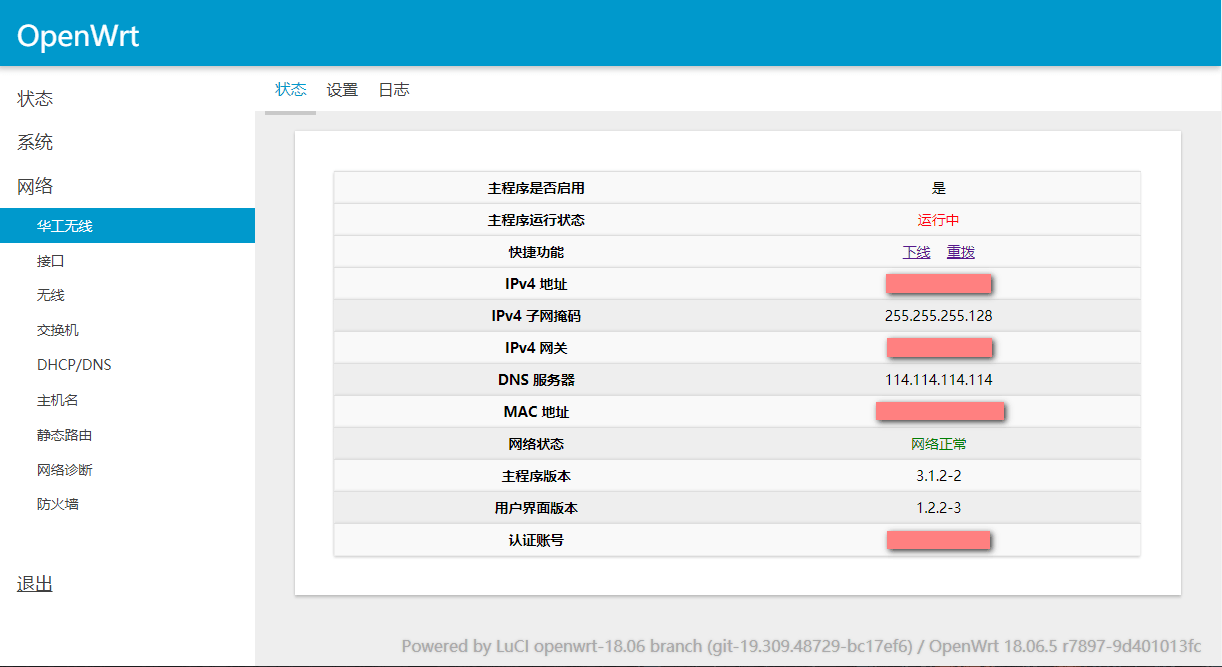 OpenWrt
状态
系统
网络
华工无线
接口
无线
交换机
DHCP/DNS
主机名
静态路由
网络诊断
防火墙
退出
状态 设置 日志
主程序是否启用 是
主程序运行状态 运行中
快捷功能 下线 重拨
IPv4 地址
IPv4 子网掩码 255.255.255.128
IPv4 网关
DNS 服务器 114.114.114.114
MAC 地址
网络状态 网络正常
主程序版本 3.1.2-2
用户界面版本 1.2.2-3
认证账号
Powered by LuCI openwrt-18.06 branch (git-19.309.48729-bc17ef6) / OpenWrt 18.06.5 r7897-9d401013fc